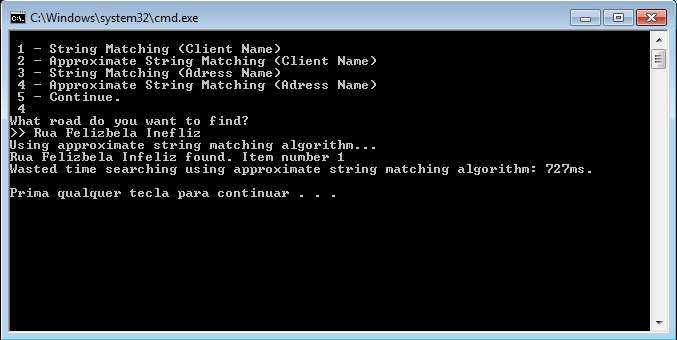 C:\Windows\system32\cmd.exe
1 - String Matching (Client Name)
2 - Approximate String Matching (Client Name)
3 - String Matching (Adress Name)
4 - Approximate String Matching (Adress Name)
5 - Continue.
4
What road do you want to find?
>> Rua Felizbela Inefliz
Using approximate string matching algorithm...
Rua Felizbela Infeliz found. Item number 1
Wasted time searching using approximate string matching algorithm: 727ms.
Prima qualquer tecla para continuar . . .